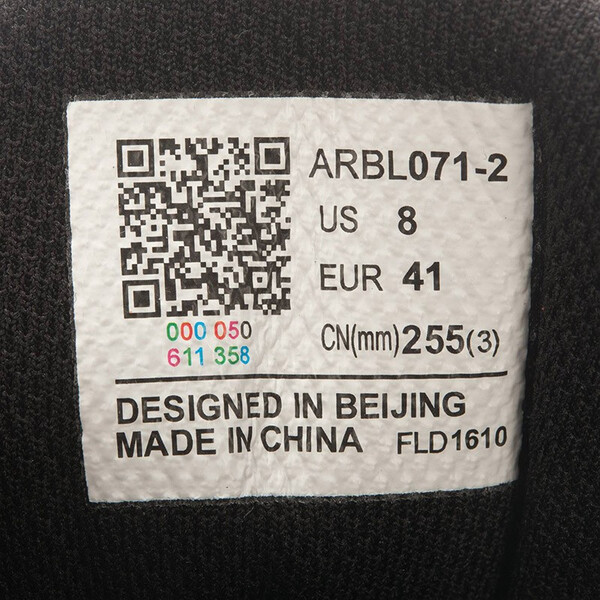 ARBL071-2
US 8
EUR 41
CN(mm)255(3)
000 050
611 358
DESIGNED IN BEIJING
MADE IN CHINA FLD1610